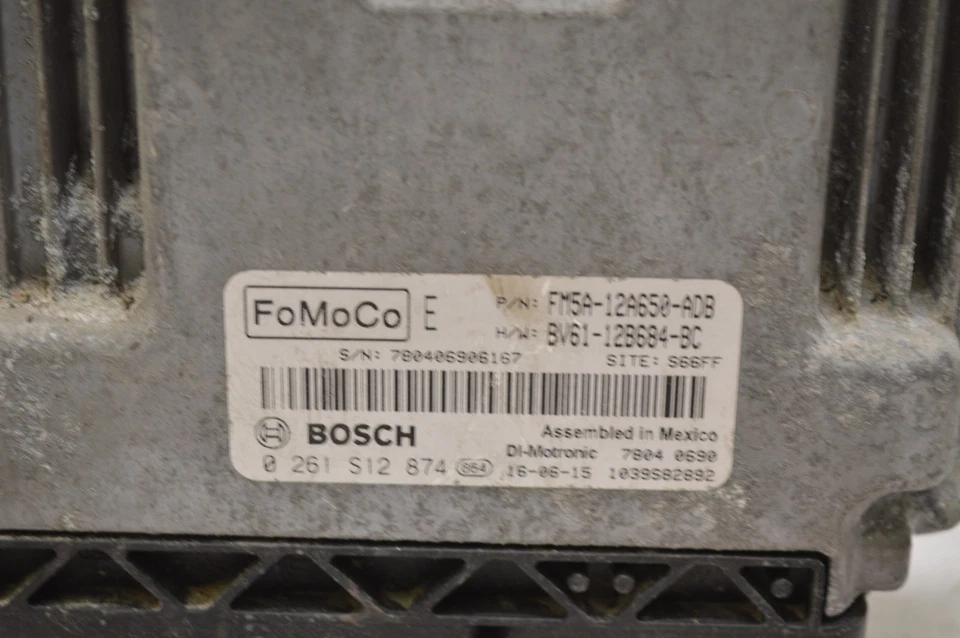 FoMoCo E P/N: FM5A-12A650-ADB
H/W: BV61-12B684-BC
S/N: 780406906167 SITE: S66FF
BOSCH Assembled in Mexico
DI-Motronic 7804 0690
0 261 S12 874 864 16-06-15 1039S82892